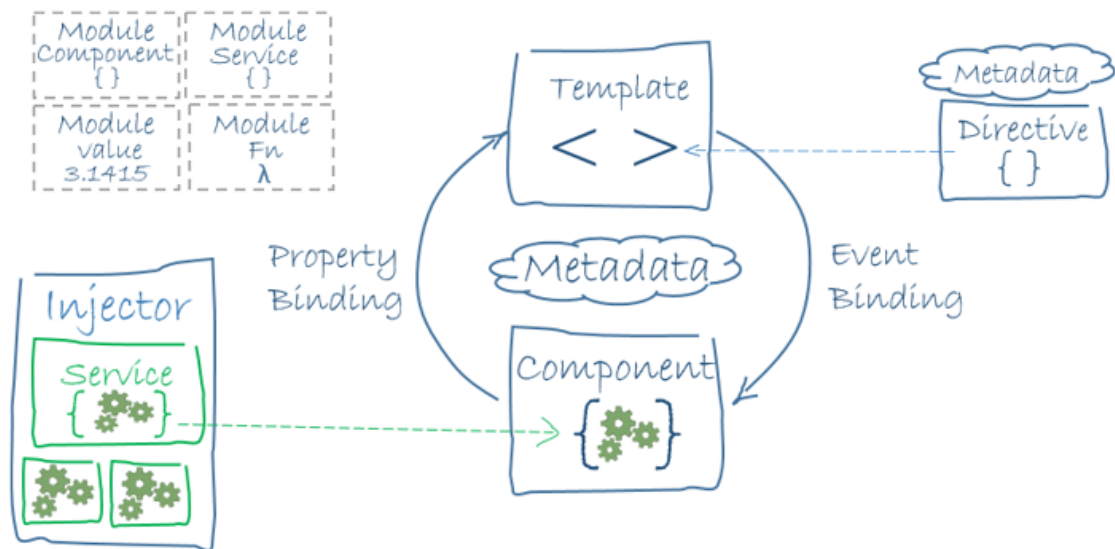 Module
Component
{ }
Module
Service
{ }
Module
value
3.1415
Module
Fn
λ
Template
< >
Metadata
Directive
{ }
Property
Binding
Metadata
Event
Binding
Injector
Service
{ }
Component
{ }